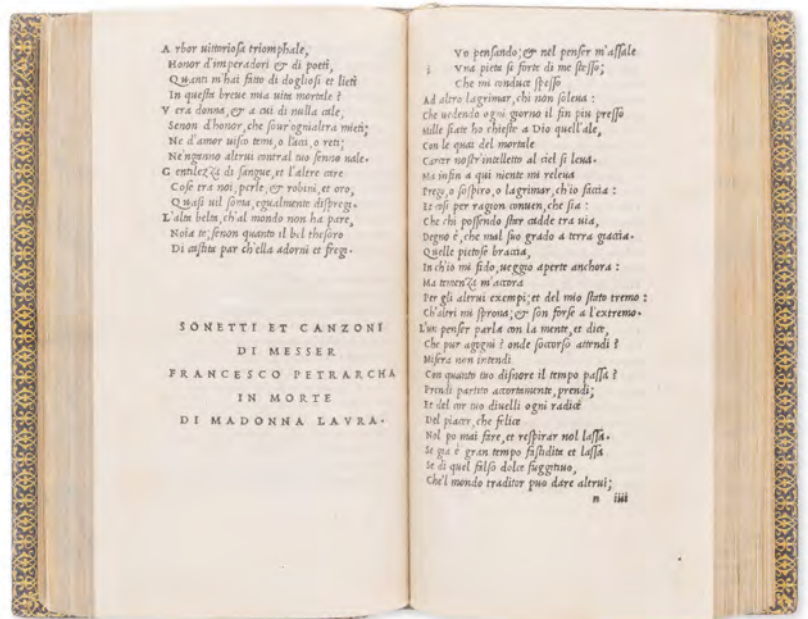 A rbor uittoriosa triomphale,
Honor d'imperadori & di poeti,
Quanti m'hai fatto di dogliosi et lieti
In questa breue mia uita mortale ?
V era donna, & a cui di nulla cale,
Senon d'honor, che sour'ognialtra mieti;
Ne d'amor uisco temi, o lacci, o reti;
Ne'nganno altrui contral tuo senno uale.
G entilezza di sangue, et l'altre care
Cose tra noi, perle, & robini, et oro,
Quasi uil soma, egualmente dispregi.
L'alta belta, ch'al mondo non ha pare,
Noia te; senon quanto il bel thesoro
Di castita par ch'ella adorni et fregi.
SONETTI ET CANZONI
DI MESSER
FRANCESCO PETRARCHA
IN MORTE
DI MADONNA LAVRA.
Vo pensando; & nel penser m'assale
i Vna pieta si forte di me stesso;
Che mi conduce spesso
Ad altro lagrimar, chi non soleua :
Che uedendo ogni giorno il fin piu presso
Mille fiate ho chieste a Dio quell'ale,
Con le quai del mortale
Carcer nostr'intelletto al ciel si leua.
Ma infin a qui niente mi releua
Prego, o sospiro, o lagrimar, ch'io faccia :
Et cosi per ragion conuen, che sia :
Che chi possendo star cadde tra uia,
Degno è, che mal suo grado a terra giaccia.
Quelle pietose braccia,
In ch'io mi fido, ueggio aperte anchora :
Ma temenza m'accora
Per gli altrui exempi; et del mio stato tremo :
Ch'altri mi sprona; & son forse a l'extremo.
L'un penser parla con la mente, et dice,
Che pur agogni ? onde soccorso attendi ?
Misera non intendi
Con quanto tuo disnore il tempo passa ?
Prendi partito accortamente, prendi;
Et del cor tuo diuelli ogni radice
Del piacer, che felice
Nol po mai fare, et respirar nol lassa.
Se gia è gran tempo fastidita et lassa
Se di quel falso dolce fuggitiuo,
Che'l mondo traditor puo dare altrui;
n iiii